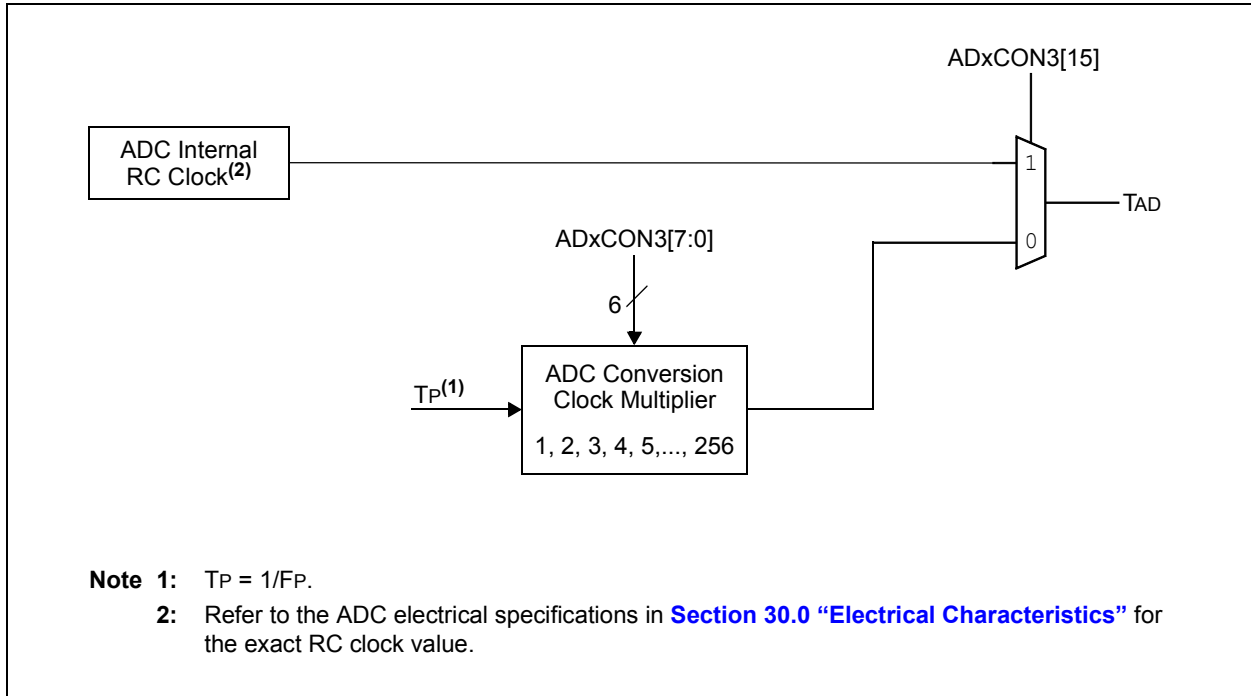 ADxCON3[15]
ADC Internal
RC Clock(2)
1
TAD
ADxCON3[7:0]
0
6
TP(1)
ADC Conversion
Clock Multiplier
1, 2, 3, 4, 5,..., 256
Note 1: TP = 1/FP.
2: Refer to the ADC electrical specifications in Section 30.0 “Electrical Characteristics” for
the exact RC clock value.